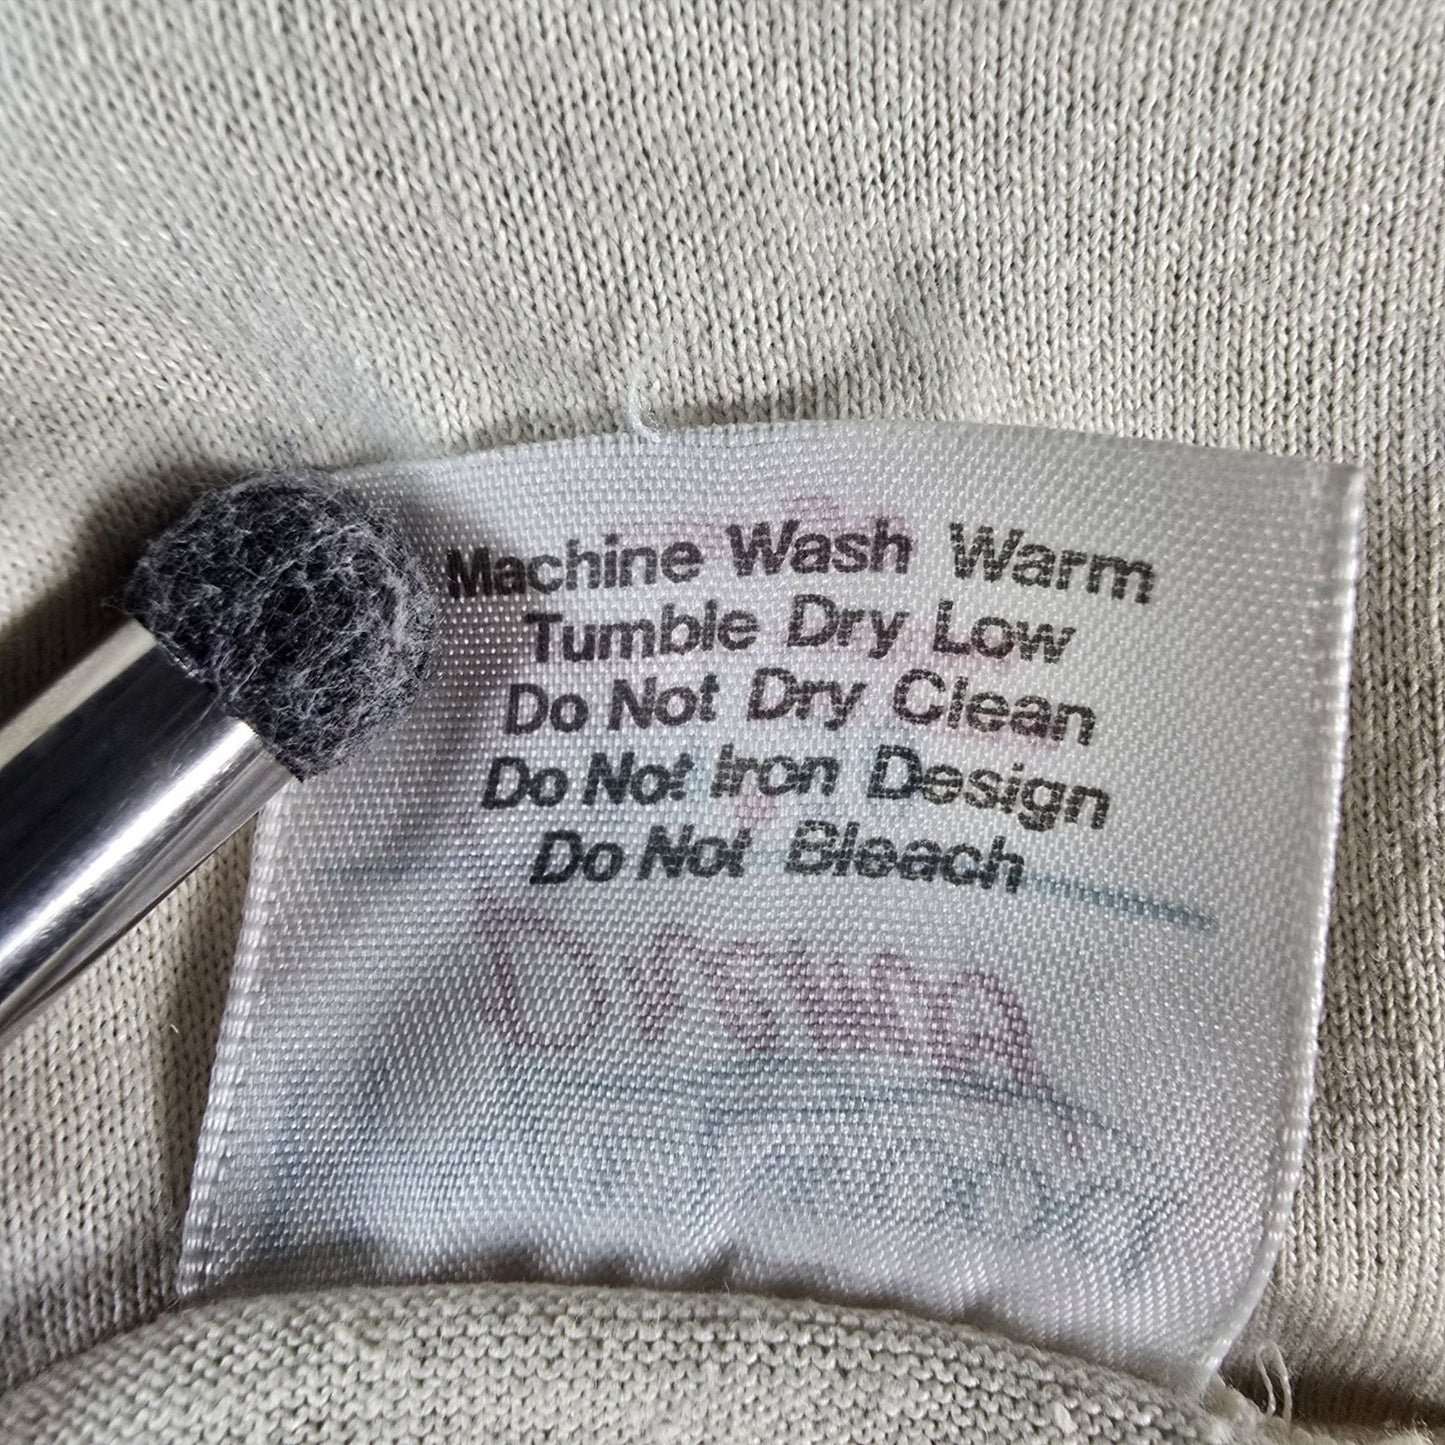 Machine Wash Warm
Tumble Dry Low
Do Not Dry Clean
Do Not Iron Design
Do Not Bleach